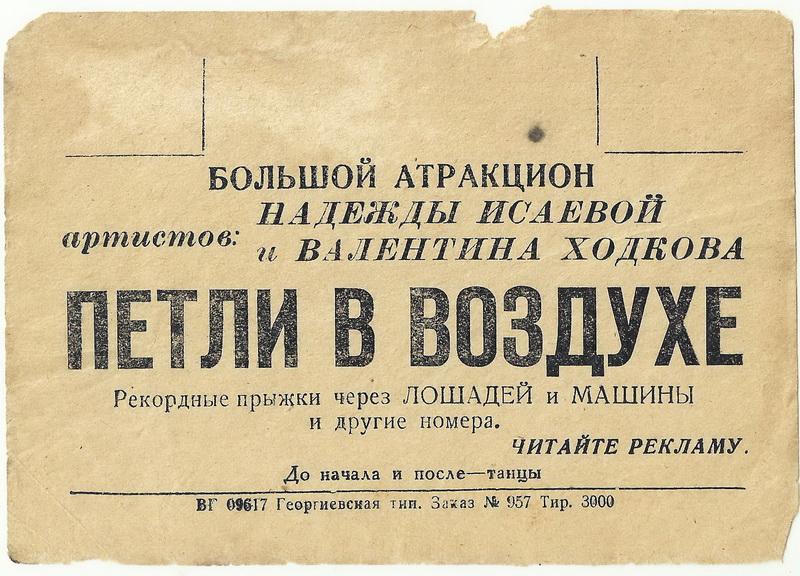 БОЛЬШОЙ АТРАКЦИОН
артистов: НАДЕЖДЫ ИСАЕВОЙ
и ВАЛЕНТИНА ХОДКОВА
ПЕТЛИ В ВОЗДУХЕ
Рекордные прыжки через ЛОШАДЕЙ и МАШИНЫ
и другие номера.
ЧИТАЙТЕ РЕКЛАМУ.
До начала и после—танцы
ВГ 09617 Георгиевская тип. Заказ № 957 Тир. 3000